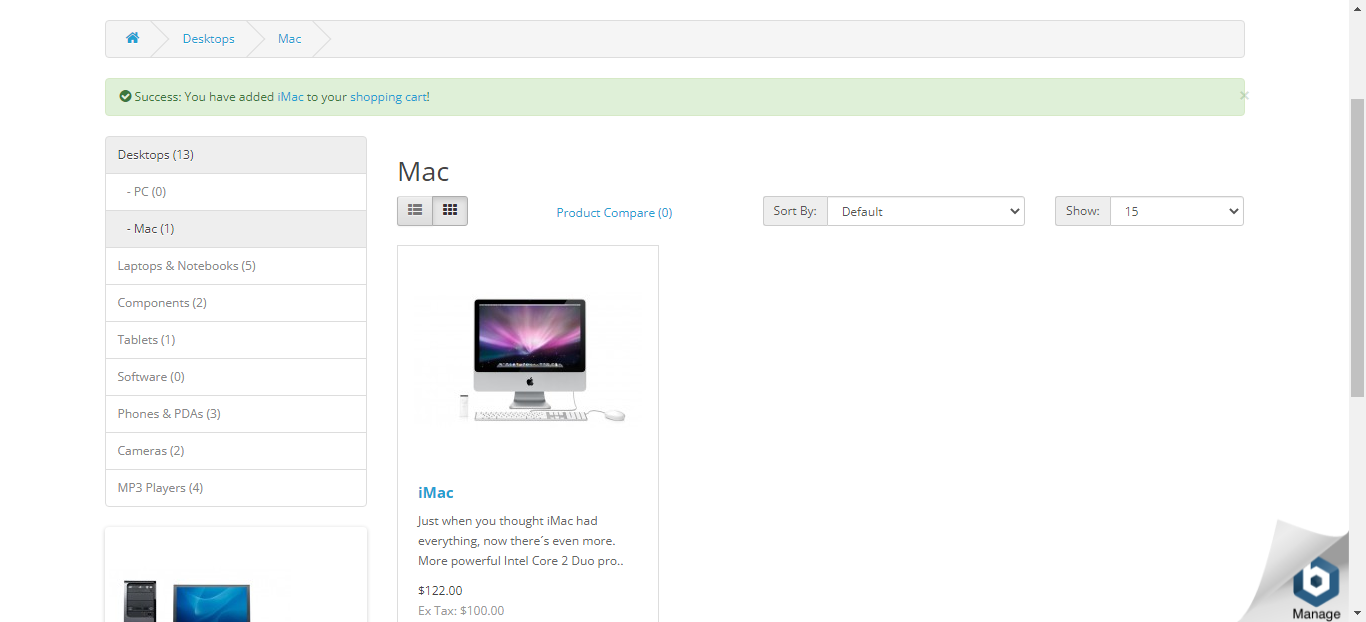 Desktops
Mac
Success: You have added iMac to your shopping cart!
×
Desktops (13)
- PC (0)
- Mac (1)
Laptops & Notebooks (5)
Components (2)
Tablets (1)
Software (0)
Phones & PDAs (3)
Cameras (2)
MP3 Players (4)
Mac
Product Compare (0)
Sort By:
Default
Show:
15
iMac
Just when you thought iMac had
everything, now there´s even more.
More powerful Intel Core 2 Duo pro..
$122.00
Ex Tax: $100.00
b
Manage